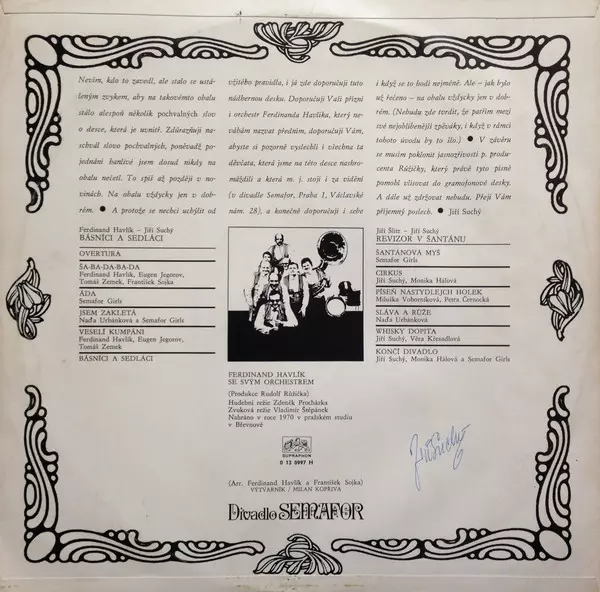 Nevím, kdo to zavedl, ale stalo se ustá-
leným zvykem, aby na takovémto obalu
stálo alespoň několik pochvalných slov
o desce, která je uvnitř. Zdůrazňuji na-
schvál slovo pochvalných, poněvadž po-
jednání hanlivé jsem dosud nikdy na
obalu nečetl. To spíš až později v no-
vinách. Na obalu vždycky jen v dob-
rém. ● A protože se nechci uchýlit od
vžitého pravidla, i já zde doporučuji tuto
nádhernou desku. Doporučuji Vaší přízni
i orchestr Ferdinanda Havlíka, který ne-
váhám nazvat předním, doporučuji Vám,
abyste si pozorně vyslechli i všechna ta
děvčata, která jsme na této desce nashro-
máždili a která m. j. stojí i za vidění
(v divadle Semafor, Praha 1, Václavské
nám. 28), a konečně doporučuji i sebe
i když se to hodí nejméně. Ale - jak bylo
už řečeno - na obalu vždycky jen v dob-
rém. (Nebudu zde tvrdit, že patřím mezi
své nejoblíbenější zpěváky, i když v rámci
tohoto úvodu by to šlo.) ● V závěru
se musím poklonit jasnozřivosti p. produ-
centa Růžičky, který právě tyto písně
pomohl vlisovat do gramofonové desky.
A dále už zdržovat nebudu. Přeji Vám
příjemný poslech. ● Jiří Suchý
Ferdinand Havlík - Jiří Suchý
BÁSNÍCI A SEDLÁCI
OVERTURA
ŠA-BA-DA-BA-DA
Ferdinand Havlík, Eugen Jegorov,
Tomáš Zemek, František Sojka
ÁDA
Semafor Girls
JSEM ZAKLETÁ
Naďa Urbánková a Semafor Girls
VESELÍ KUMPÁNI
Ferdinand Havlík, Eugen Jegorov,
Tomáš Zemek
BÁSNÍCI A SEDLÁCI
FERDINAND HAVLÍK
SE SVÝM ORCHESTREM
(Produkce Rudolf Růžička)
Hudební režie Zdeněk Procházka
Zvuková režie Vladimír Štěpánek
Nahráno v roce 1970 v pražském studiu
v Břevnově
SUPRAPHON
0 13 0997 H
(Arr. Ferdinand Havlík a František Sojka)
VÝTVARNÍK / MILAN KOPŘIVA
Divadlo SEMAFOR
Jiří Šlitr - Jiří Suchý
REVIZOR V ŠANTÁNU
ŠANTÁNOVÁ MYŠ
Semafor Girls
CIRKUS
Jiří Suchý, Monika Hálová
PÍSEŇ NASTYDLEJCH HOLEK
Miluška Voborníková, Petra Černocká
SLÁVA A RŮŽE
Naďa Urbánková
WHISKY DOPITA
Jiří Suchý, Věra Křesadlová
KONČÍ DIVADLO
Jiří Suchý, Monika Hálová a Semafor Girls
Jiří Suchý